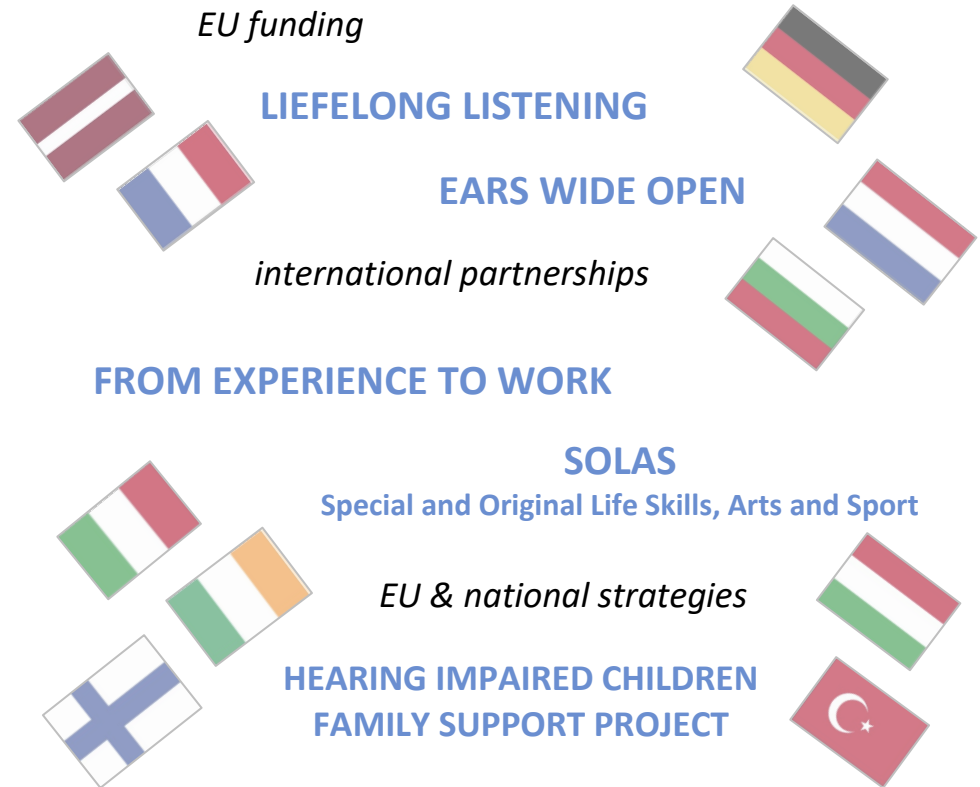 EU funding
LIEFELONG LISTENING
EARS WIDE OPEN
international partnerships
FROM EXPERIENCE TO WORK
SOLAS
Special and Original Life Skills, Arts and Sport
EU & national strategies
HEARING IMPAIRED CHILDREN
FAMILY SUPPORT PROJECT